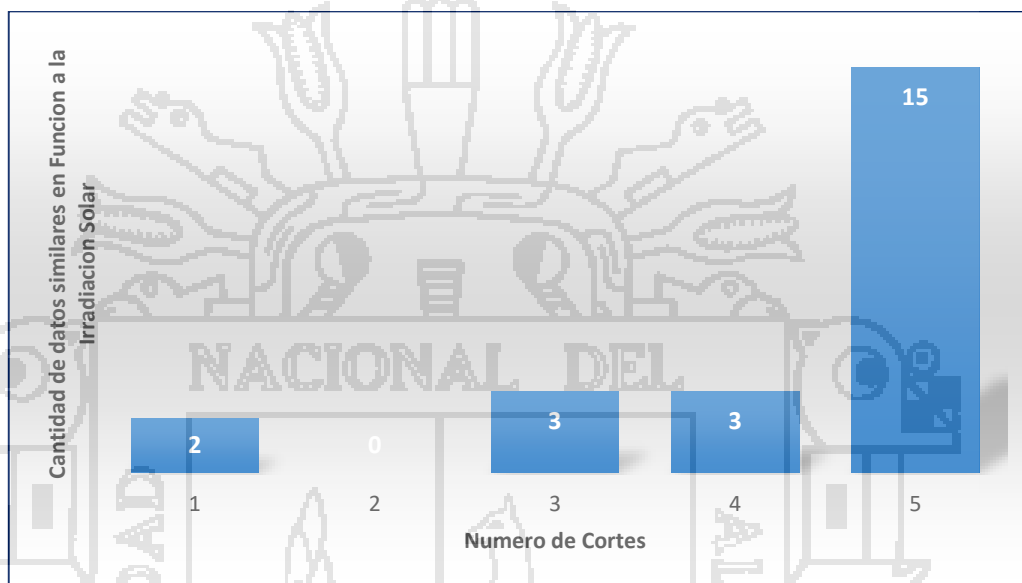 Cantidad de datos similares en Funcion a la
Irradiacion Solar
15
2
0
3
3
1
2
3
4
5
Numero de Cortes
NACIONAL DEL